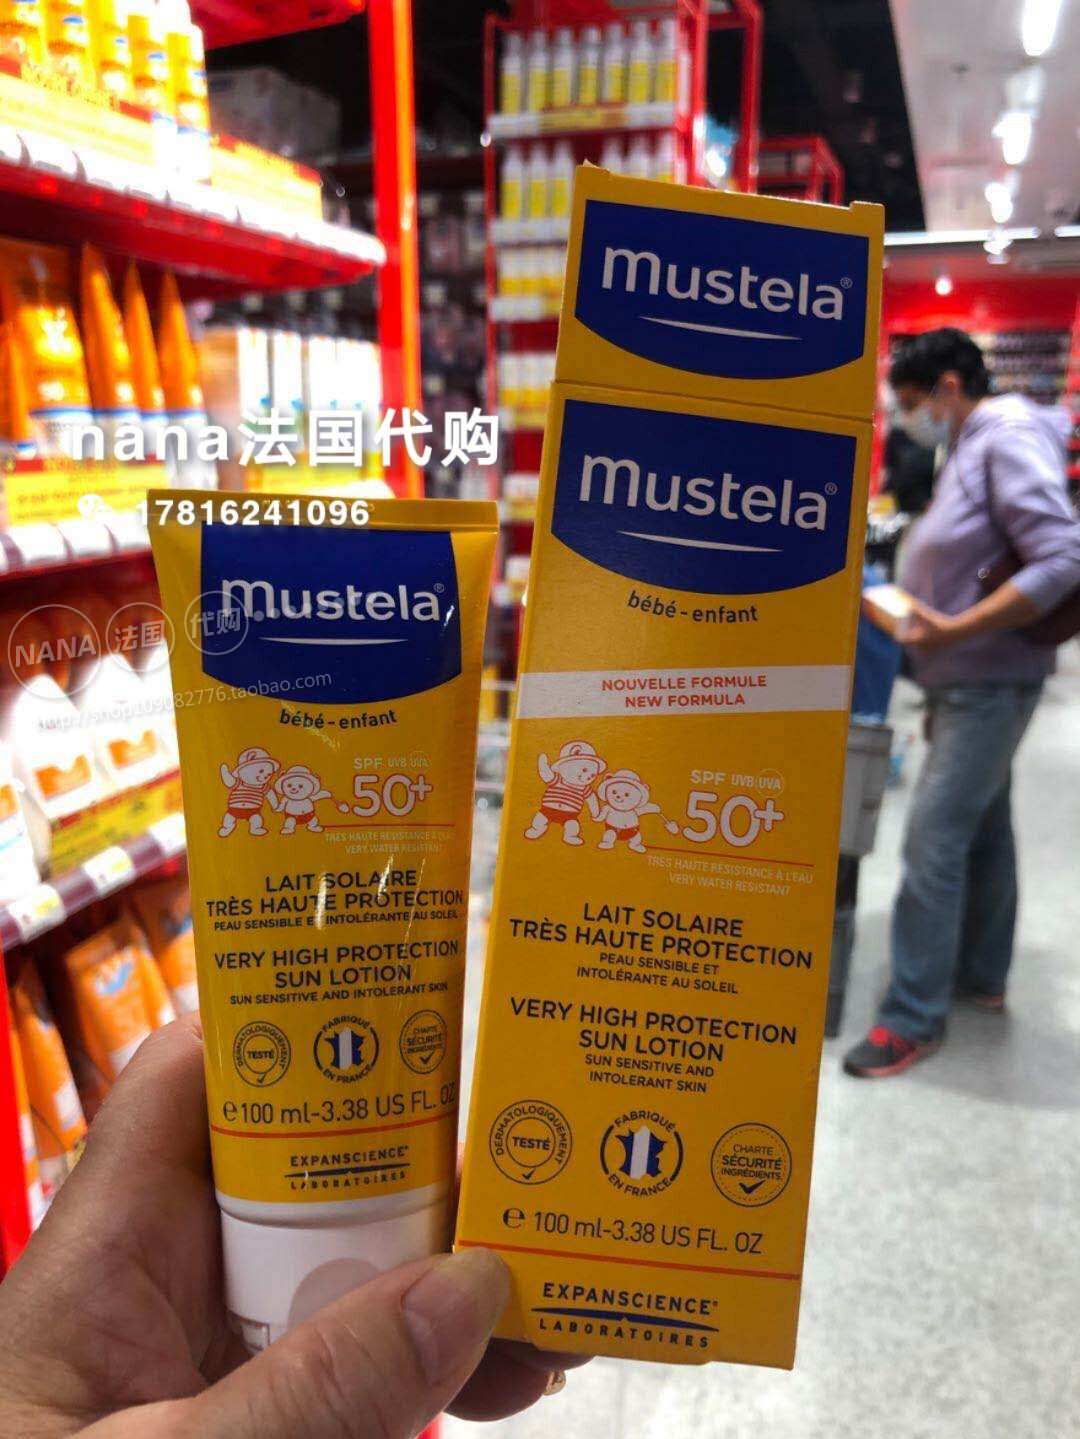 mustela®
mustela®
bébé-enfant
NOUVELLE FORMULE
NEW FORMULA
SPF UVB UVA
50+
TRÈS HAUTE RÉSISTANCE À L'EAU
VERY WATER RESISTANT
LAIT SOLAIRE
TRÈS HAUTE PROTECTION
PEAU SENSIBLE ET
INTOLÉRANTE AU SOLEIL
VERY HIGH PROTECTION
SUN LOTION
SUN SENSITIVE AND
INTOLERANT SKIN
DERMATOLOGIQUEMENT
TESTÉ
FABRIQUÉ
EN FRANCE
CHARTE
SÉCURITÉ
INGRÉDIENTS
℮ 100 ml-3.38 US FL. OZ
EXPANSCIENCE®
LABORATOIRES
nana法国代购
17816241096
mustela®
NANA 法国 代购
http://shop109082776.taobao.com
bébé-enfant
SPF UVB UVA
50+
TRÈS HAUTE RÉSISTANCE À L'EAU
VERY WATER RESISTANT
LAIT SOLAIRE
TRÈS HAUTE PROTECTION
PEAU SENSIBLE ET INTOLÉRANTE AU SOLEIL
VERY HIGH PROTECTION
SUN LOTION
SUN SENSITIVE AND INTOLERANT SKIN
DERMATOLOGIQUEMENT
TESTÉ
FABRIQUÉ
EN FRANCE
CHARTE
SÉCURITÉ
INGRÉDIENTS
℮ 100 ml-3.38 US FL. OZ
EXPANSCIENCE®
LABORATOIRES